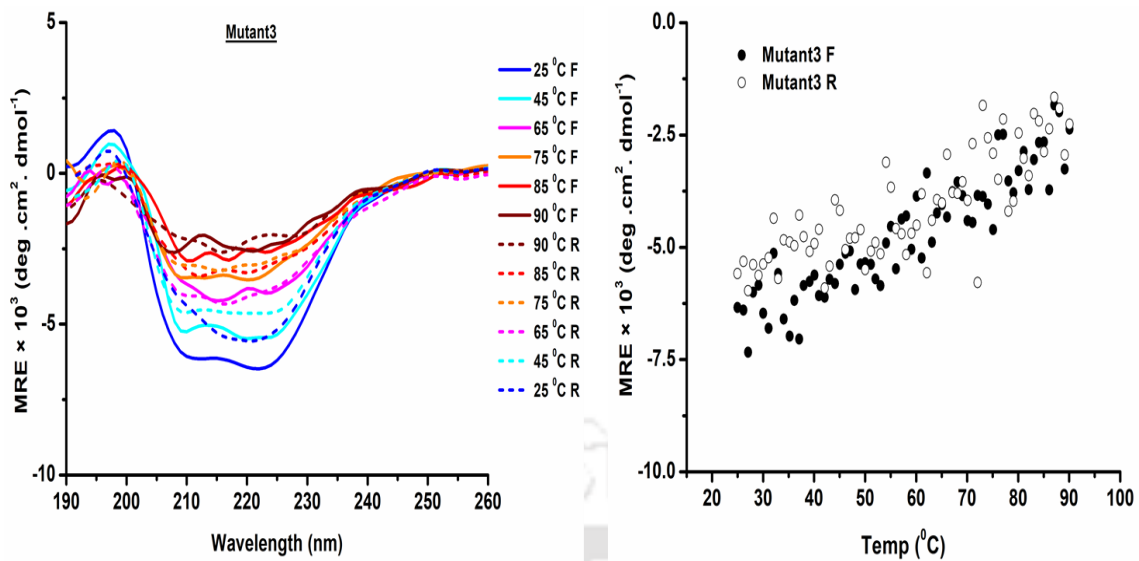 Mutant3
MRE × 10³ (deg .cm². dmol⁻¹)
5
0
-5
-10
190 200 210 220 230 240 250 260
Wavelength (nm)
25 ⁰C F
45 ⁰C F
65 ⁰C F
75 ⁰C F
85 ⁰C F
90 ⁰C F
90 ⁰C R
85 ⁰C R
75 ⁰C R
65 ⁰C R
45 ⁰C R
25 ⁰C R
MRE × 10³ (deg .cm². dmol⁻¹)
0.0
-2.5
-5.0
-7.5
-10.0
Mutant3 F
Mutant3 R
20 30 40 50 60 70 80 90 100
Temp (⁰C)